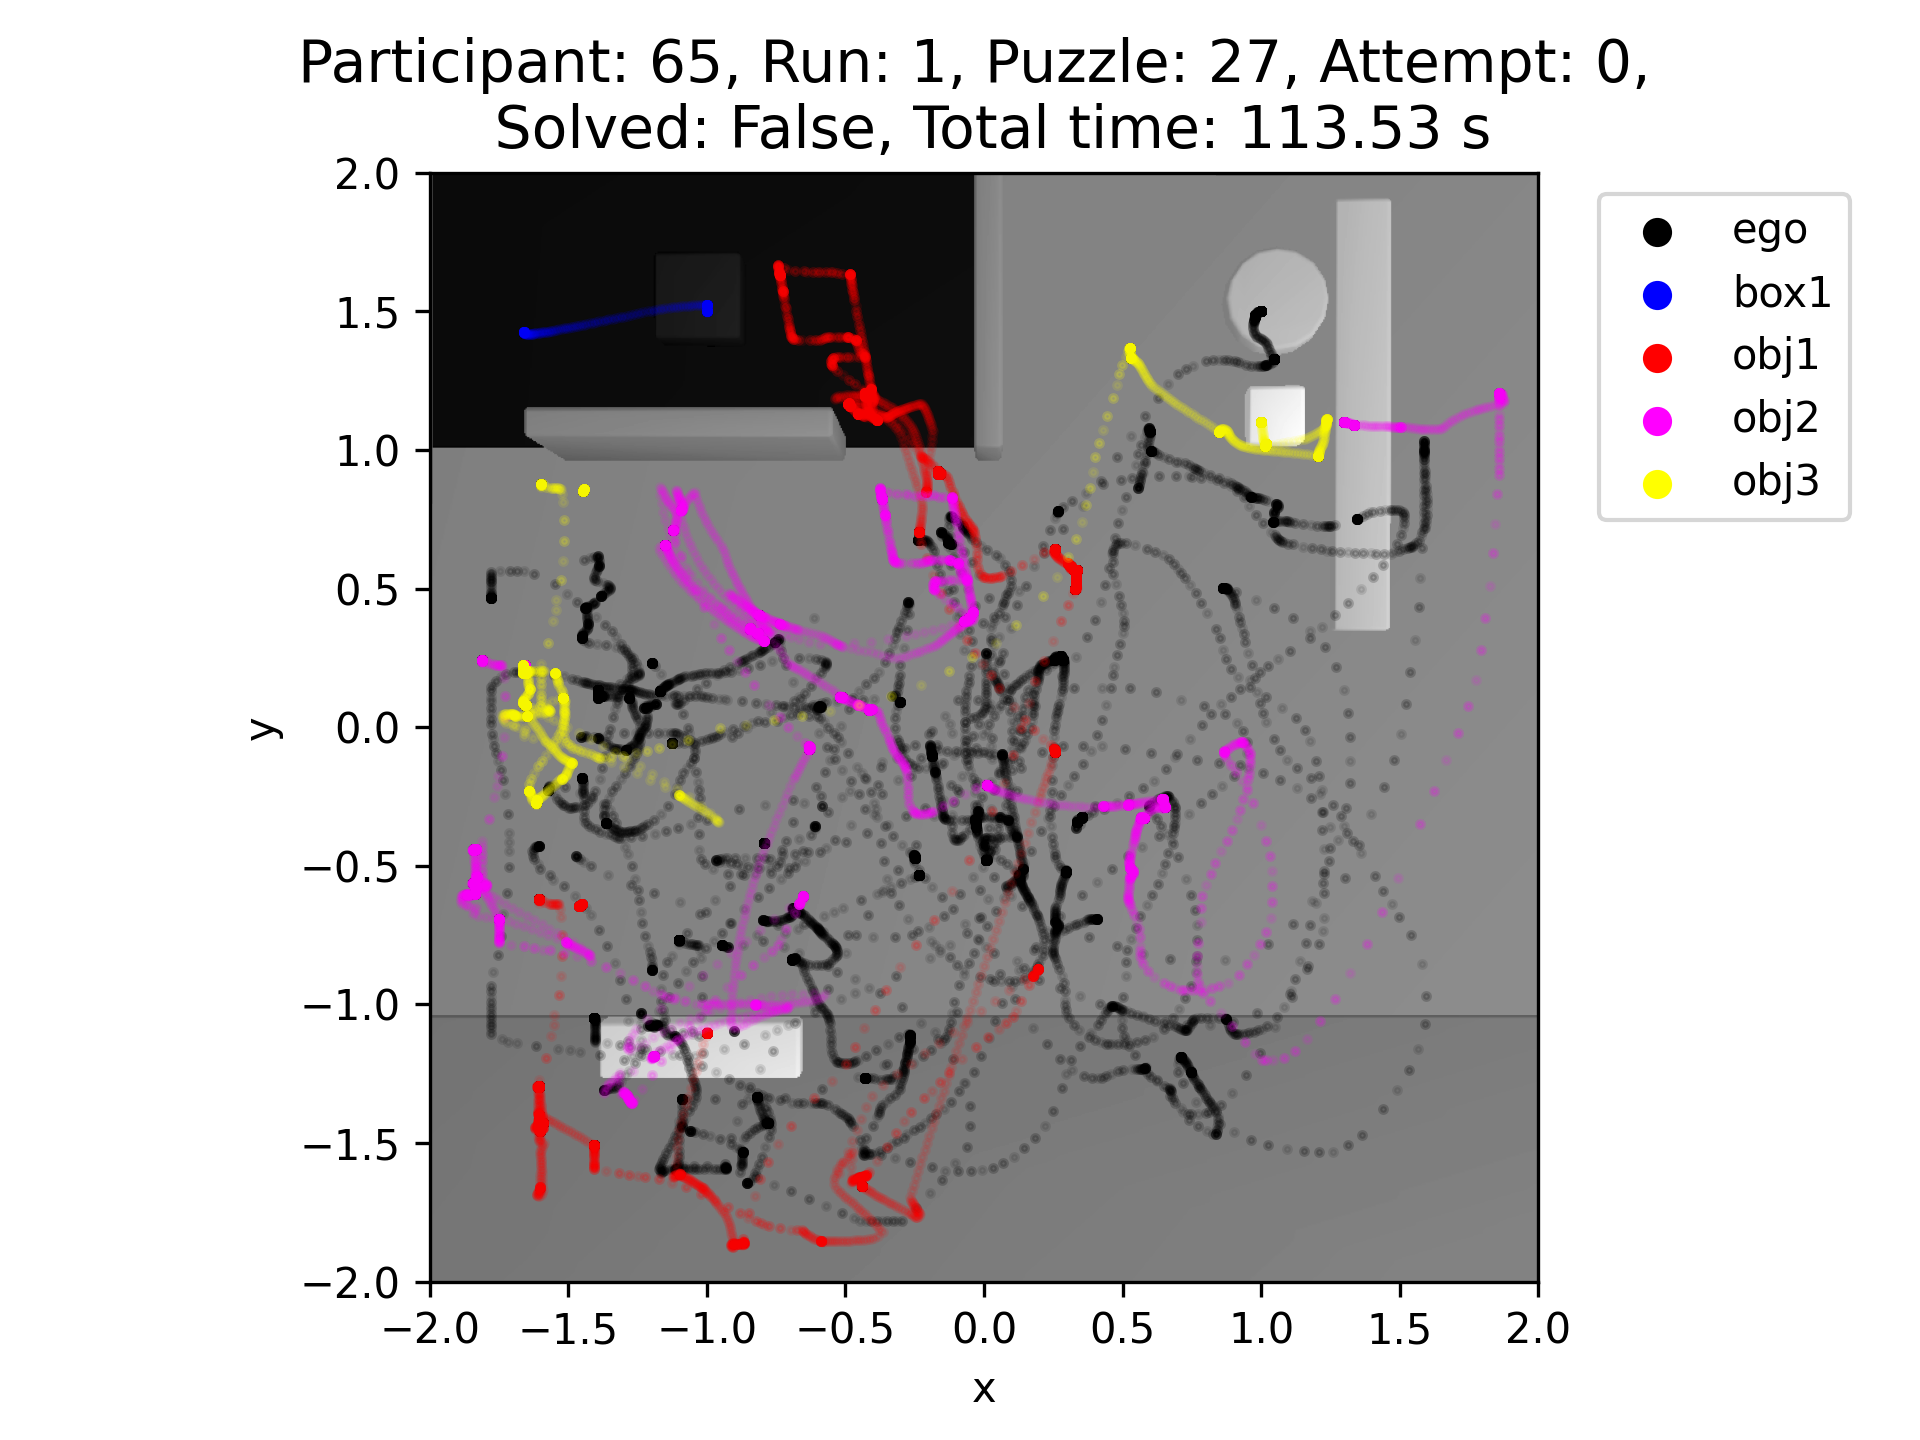 Participant: 65, Run: 1, Puzzle: 27, Attempt: 0,
Solved: False, Total time: 113.53 s
2.0
1.5
1.0
0.5
0.0
−0.5
−1.0
−1.5
−2.0
y
−2.0 −1.5 −1.0 −0.5 0.0 0.5 1.0 1.5 2.0
x
ego
box1
obj1
obj2
obj3